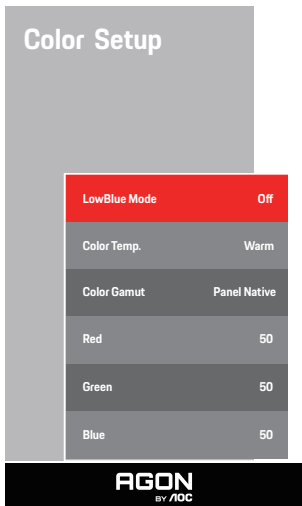 Color Setup
LowBlue Mode Off
Color Temp. Warm
Color Gamut Panel Native
Red 50
Green 50
Blue 50
AGON
BY AOC